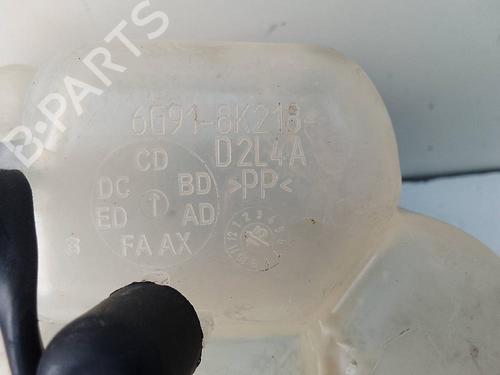 B-PARTS
6G91-8K218-
D2L4A
>PP<
CD
DC BD
ED AD
FA AX